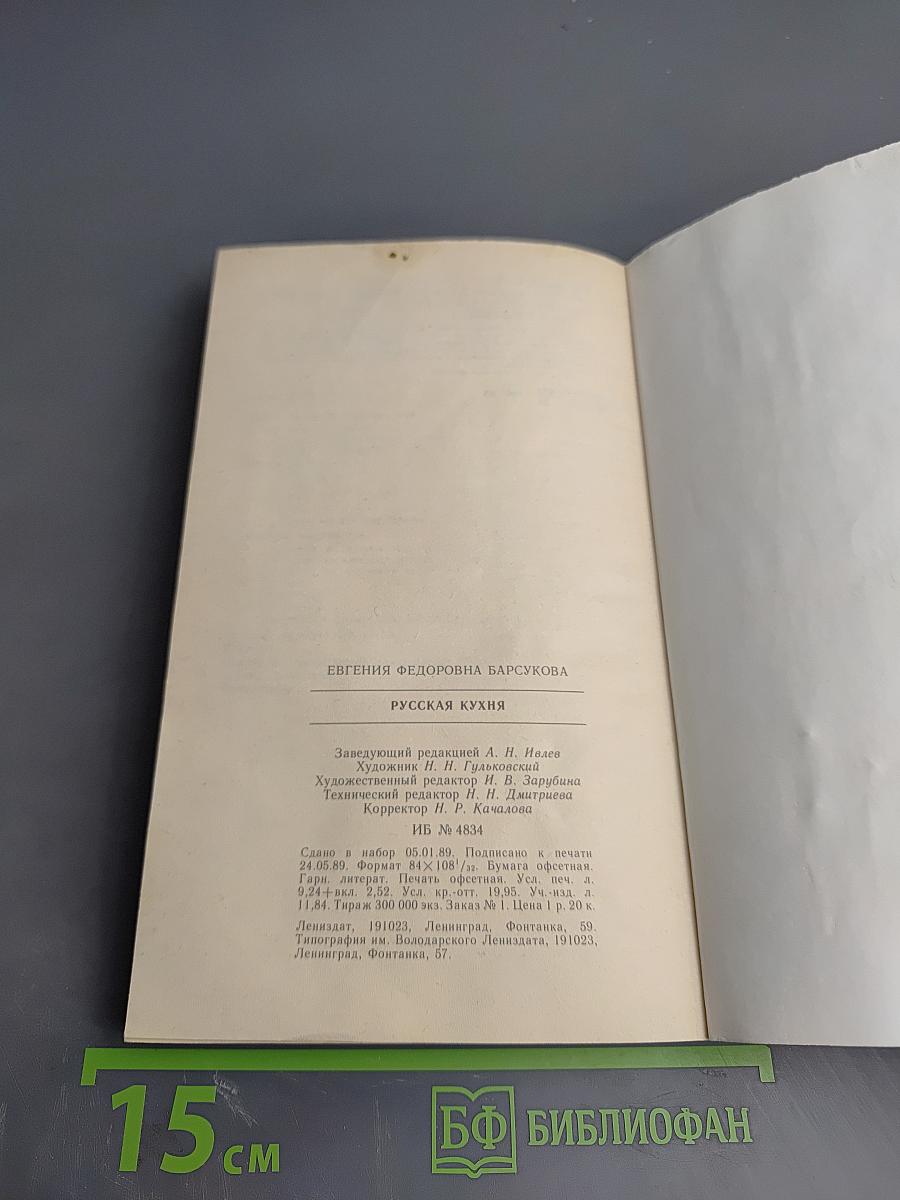 ЕВГЕНИЯ ФЕДОРОВНА БАРСУКОВА
РУССКАЯ КУХНЯ
Заведующий редакцией А. Н. Ивлев
Художник Н. Н. Гульковский
Художественный редактор И. В. Зарубина
Технический редактор Н. Н. Дмитриева
Корректор Н. Р. Качалова
ИБ № 4834
Сдано в набор 05.01.89. Подписано к печати
24.05.89. Формат 84×108¹/₃₂. Бумага офсетная.
Гарн. литерат. Печать офсетная. Усл. печ. л.
9,24+вкл. 2,52. Усл. кр.-отт. 19,95. Уч.-изд. л.
11,84. Тираж 300 000 экз. Заказ № 1. Цена 1 р. 20 к.
Лениздат, 191023, Ленинград, Фонтанка, 59.
Типография им. Володарского Лениздата, 191023,
Ленинград, Фонтанка, 57.
15 см
БФ БИБЛИОФАН